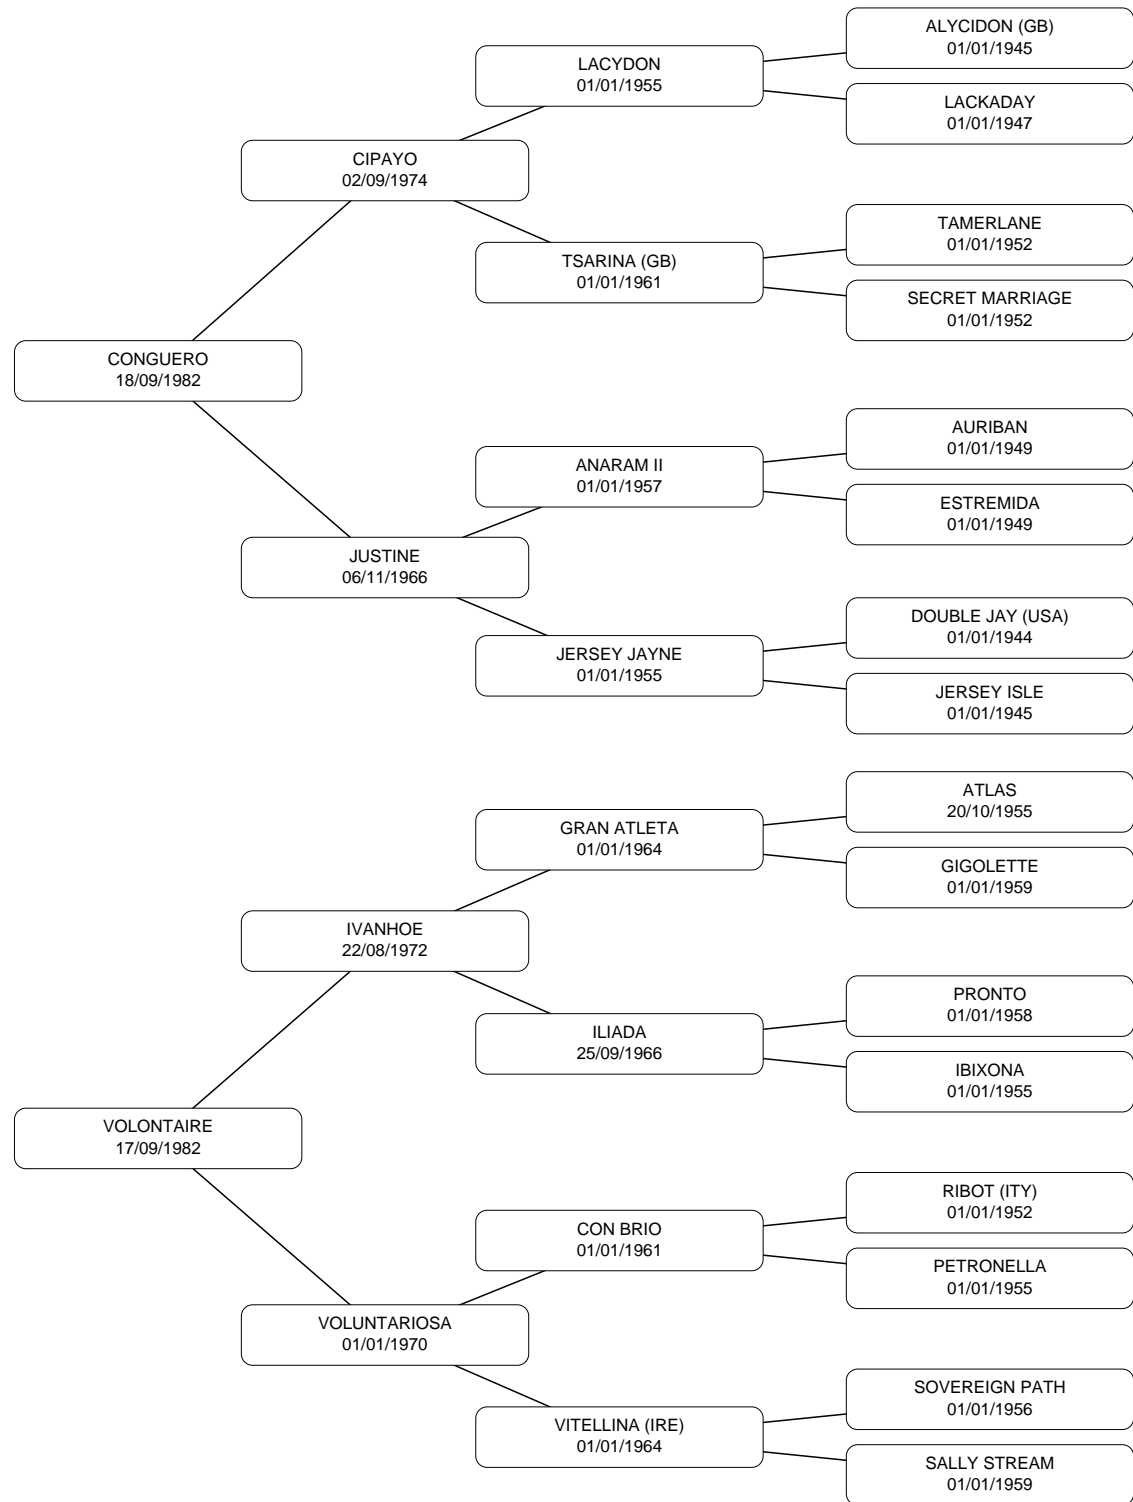 ALYCIDON (GB)
01/01/1945
LACYDON
01/01/1955
LACKADAY
01/01/1947
CIPAYO
02/09/1974
TAMERLANE
01/01/1952
TSARINA (GB)
01/01/1961
SECRET MARRIAGE
01/01/1952
CONGUERO
18/09/1982
AURIBAN
01/01/1949
ANARAM II
01/01/1957
ESTREMIDA
01/01/1949
JUSTINE
06/11/1966
DOUBLE JAY (USA)
01/01/1944
JERSEY JAYNE
01/01/1955
JERSEY ISLE
01/01/1945
ATLAS
20/10/1955
GRAN ATLETA
01/01/1964
GIGOLETTE
01/01/1959
IVANHOE
22/08/1972
PRONTO
01/01/1958
ILIADA
25/09/1966
IBIXONA
01/01/1955
VOLONTAIRE
17/09/1982
RIBOT (ITY)
01/01/1952
CON BRIO
01/01/1961
PETRONELLA
01/01/1955
VOLUNTARIOSA
01/01/1970
SOVEREIGN PATH
01/01/1956
VITELLINA (IRE)
01/01/1964
SALLY STREAM
01/01/1959